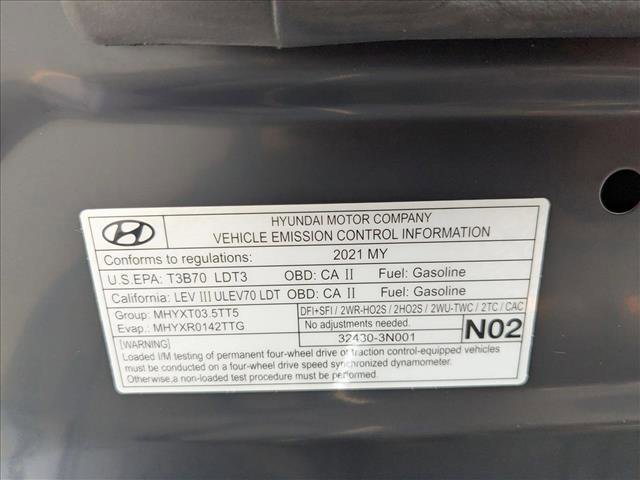 HYUNDAI MOTOR COMPANY
VEHICLE EMISSION CONTROL INFORMATION
Conforms to regulations: 2021 MY
U.S.EPA: T3B70 LDT3 OBD: CA II Fuel: Gasoline
California: LEV III ULEV70 LDT OBD: CA II Fuel: Gasoline
Group: MHYXT03.5TT5 DFI+SFI / 2WR-HO2S / 2HO2S / 2WU-TWC / 2TC / CAC
Evap.: MHYXR0142TTG No adjustments needed. N02
[WARNING] 32430-3N001
Loaded I/M testing of permanent four-wheel drive or traction control-equipped vehicles
must be conducted on a four-wheel drive speed synchronized dynamometer.
Otherwise,a non-loaded test procedure must be performed.